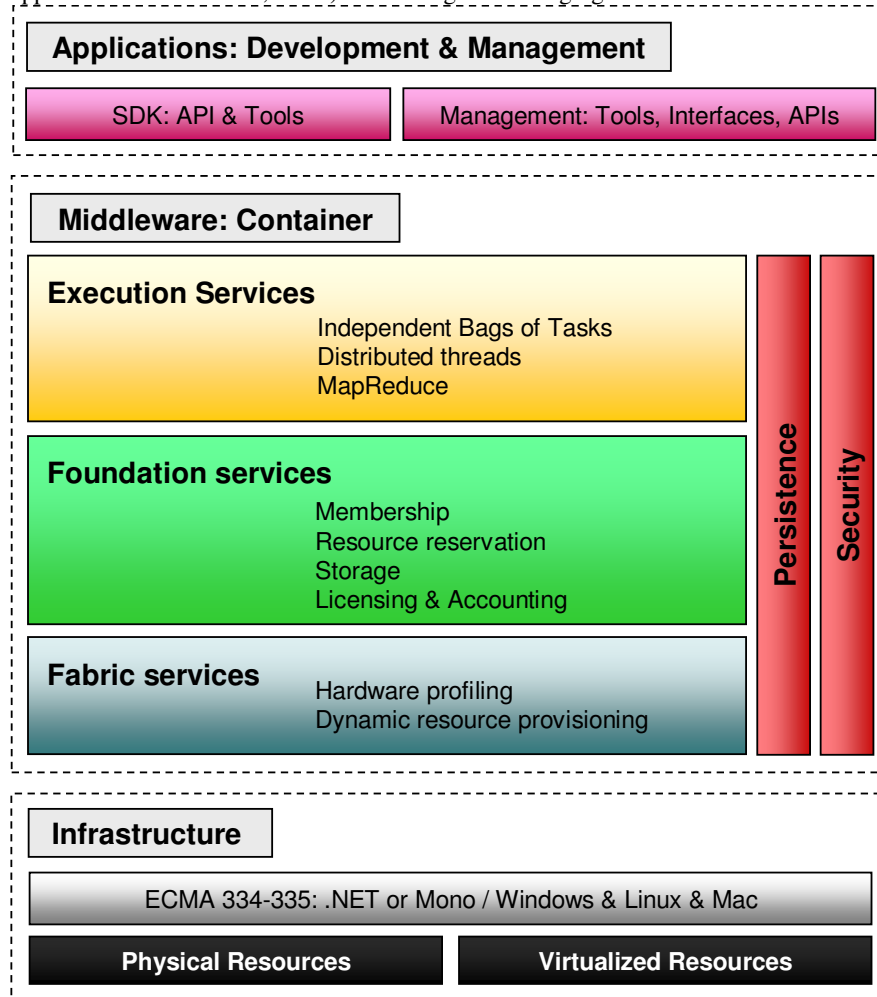 Applications: Development & Management
SDK: API & Tools
Management: Tools, Interfaces, APIs
Middleware: Container
Execution Services
Independent Bags of Tasks
Distributed threads
MapReduce
Foundation services
Membership
Resource reservation
Storage
Licensing & Accounting
Fabric services
Hardware profiling
Dynamic resource provisioning
Persistence
Security
Infrastructure
ECMA 334-335: .NET or Mono / Windows & Linux & Mac
Physical Resources
Virtualized Resources